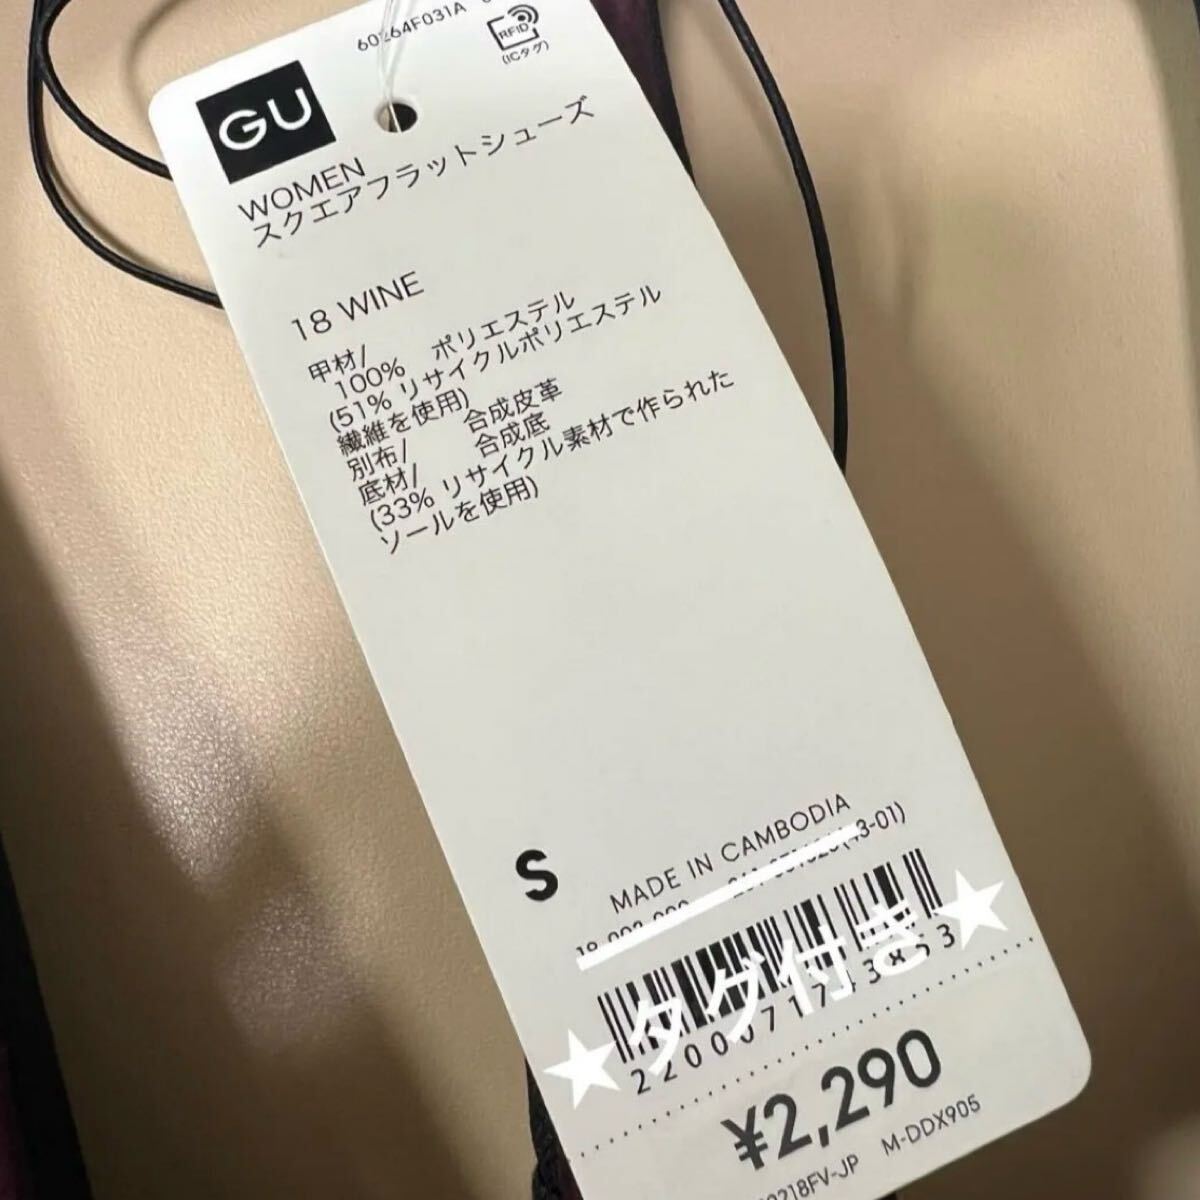 60264F031A
RFID
(ICタグ)
GU
WOMEN
スクエアフラットシューズ
18 WINE
甲材/
100% ポリエステル
(51% リサイクルポリエステル
繊維を使用)
別布/ 合成皮革
底材/ 合成底
(33% リサイクル素材で作られた
ソールを使用)
S
MADE IN CAMBODIA
★タグ付き★
¥2,290
M-DDX905